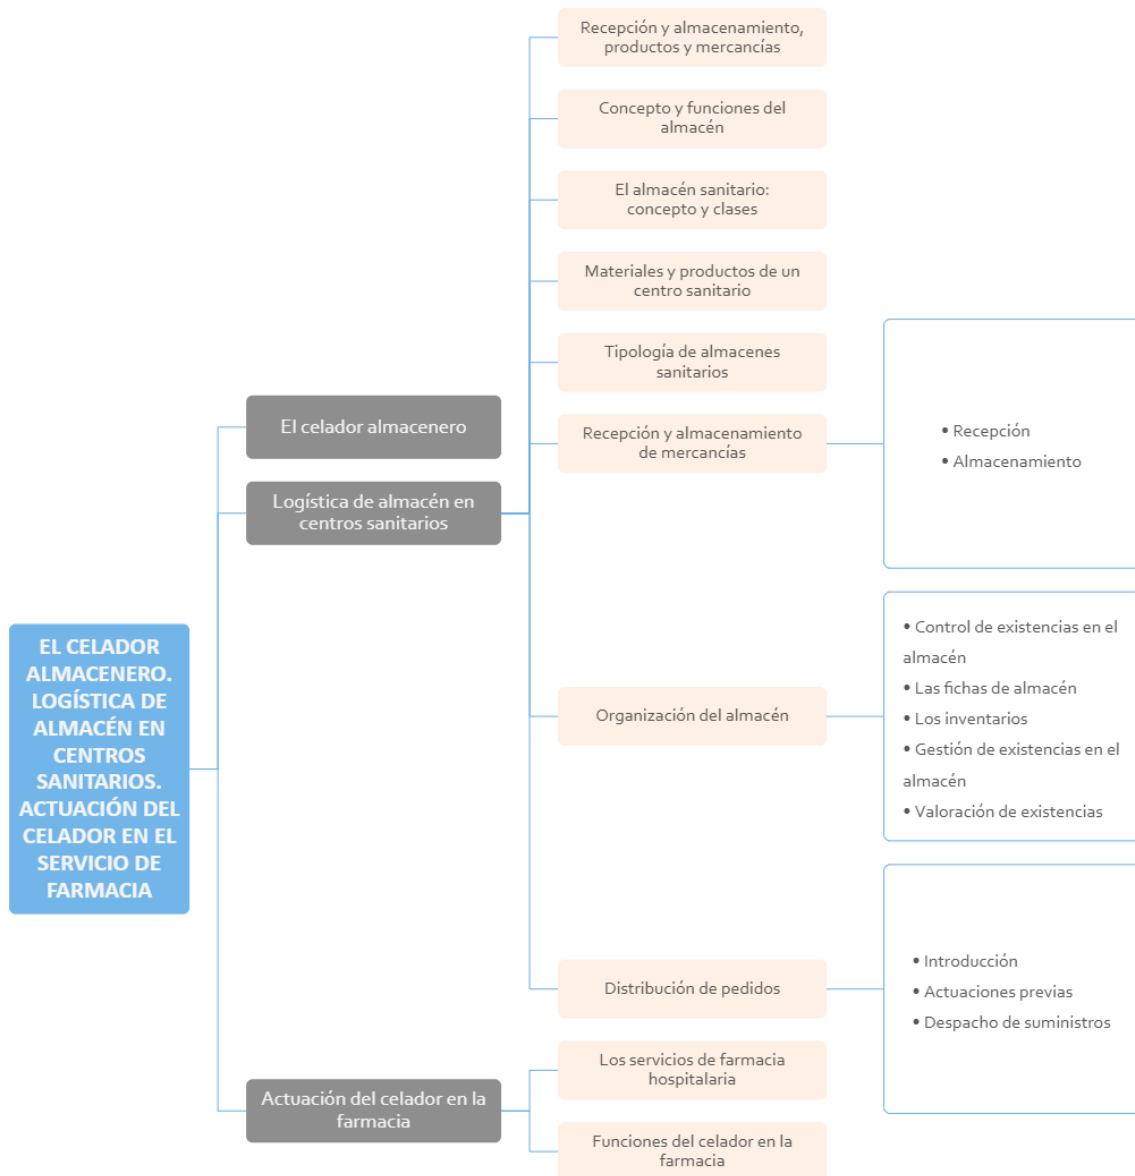 EL CELADOR
ALMACENERO.
LOGÍSTICA DE
ALMACÉN EN
CENTROS
SANITARIOS.
ACTUACIÓN DEL
CELADOR EN EL
SERVICIO DE
FARMACIA
El celador almacenero
Logística de almacén en
centros sanitarios
Recepción y almacenamiento,
productos y mercancías
Concepto y funciones del
almacén
El almacén sanitario:
concepto y clases
Materiales y productos de un
centro sanitario
Tipología de almacenes
sanitarios
Recepción y almacenamiento
de mercancías
• Recepción
• Almacenamiento
Organización del almacén
• Control de existencias en el
almacén
• Las fichas de almacén
• Los inventarios
• Gestión de existencias en el
almacén
• Valoración de existencias
Distribución de pedidos
• Introducción
• Actuaciones previas
• Despacho de suministros
Actuación del celador en la
farmacia
Los servicios de farmacia
hospitalaria
Funciones del celador en la
farmacia